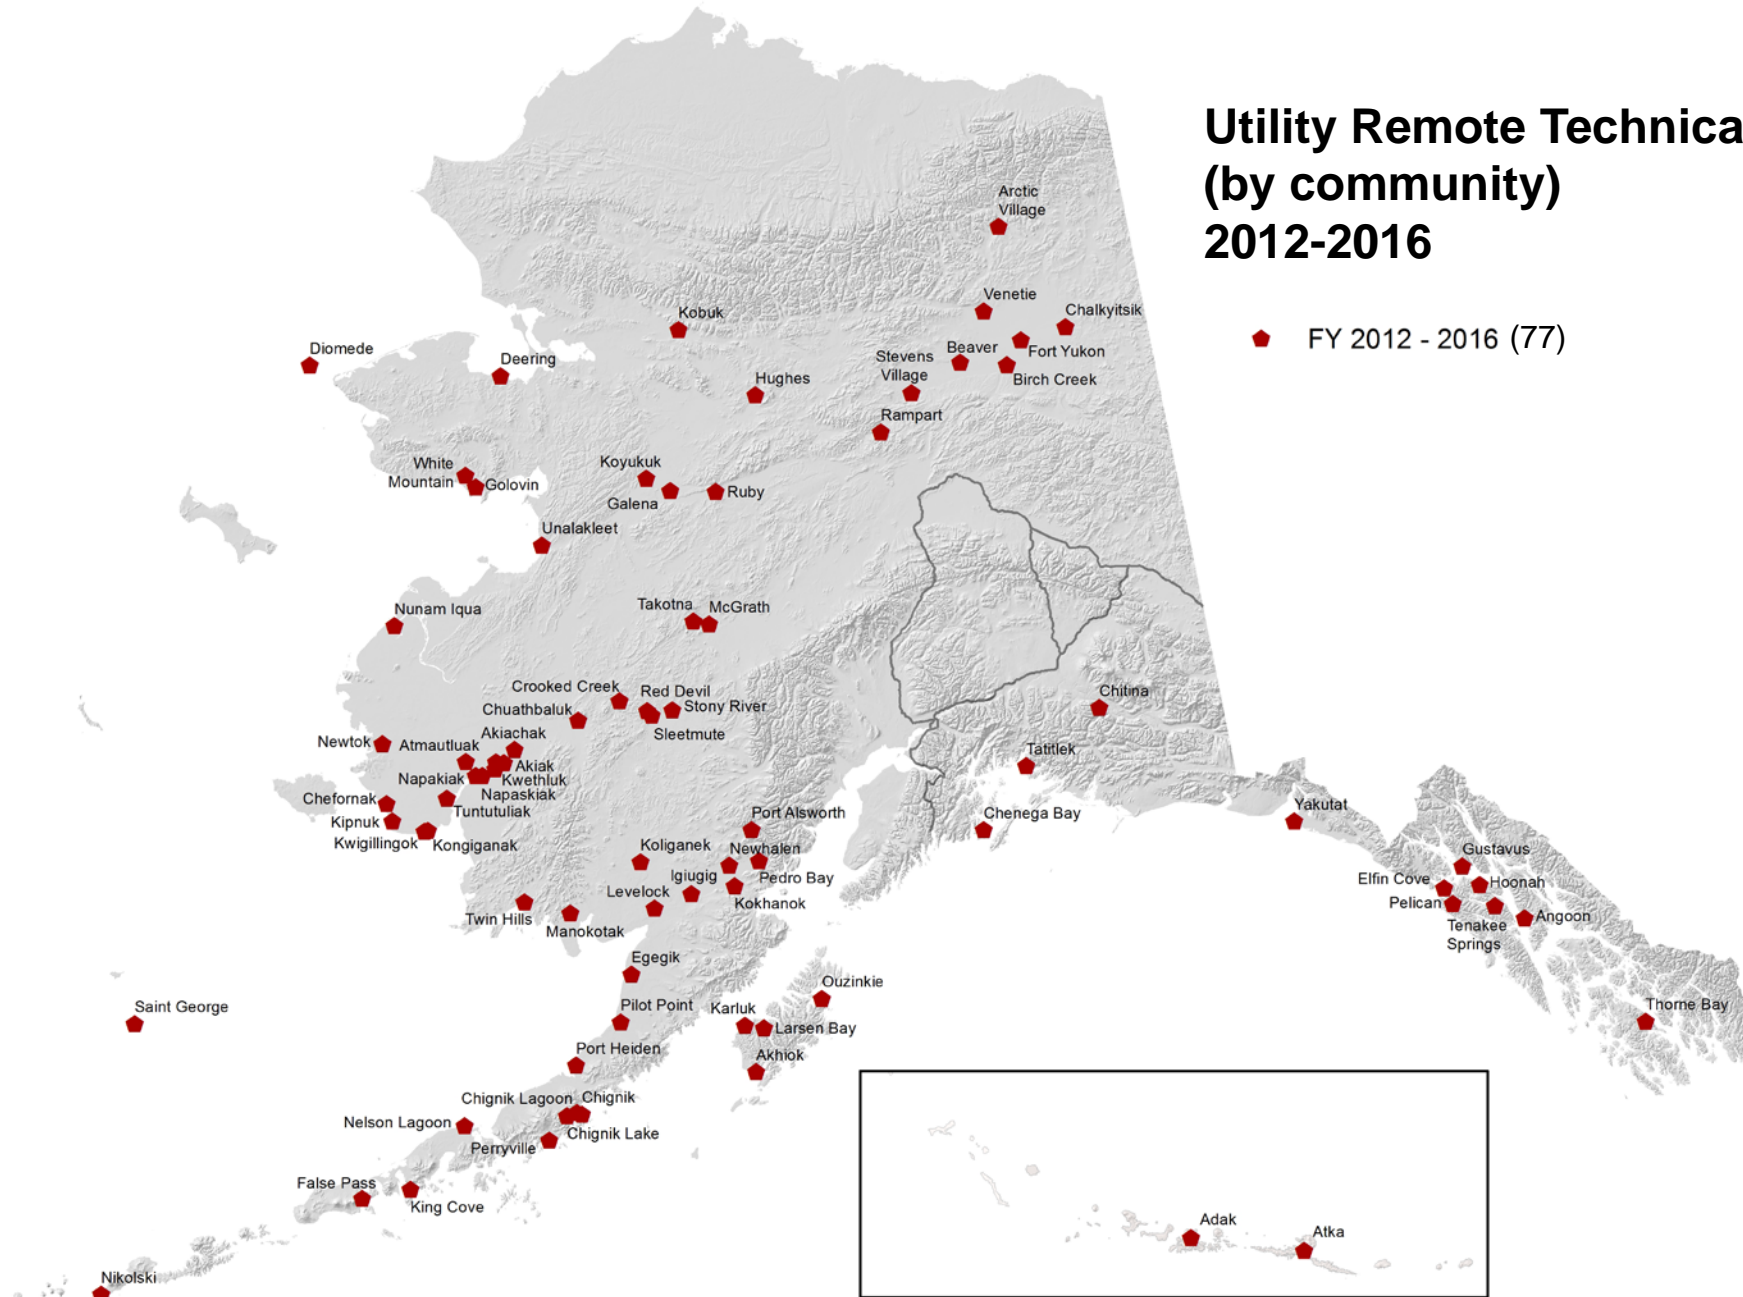 Utility Remote Technica
(by community)
2012-2016
FY 2012 - 2016 (77)
Arctic
Village
Venetie
Chalkyitsik
Kobuk
Beaver
Fort Yukon
Stevens
Village
Birch Creek
Diomede
Deering
Hughes
Rampart
White
Mountain
Golovin
Koyukuk
Galena
Ruby
Unalakleet
Nunam Iqua
Takotna
McGrath
Crooked Creek
Red Devil
Chuathbaluk
Stony River
Sleetmute
Chitina
Newtok
Atmautluak
Akiachak
Akiak
Napakiak
Kwethluk
Napaskiak
Chefornak
Tuntutuliak
Kipnuk
Kwigillingok
Kongiganak
Tatitlek
Chenega Bay
Yakutat
Port Alsworth
Koliganek
Newhalen
Igiugig
Pedro Bay
Levelock
Kokhanok
Twin Hills
Manokotak
Gustavus
Elfin Cove
Hoonah
Pelican
Tenakee
Springs
Angoon
Egegik
Ouzinkie
Saint George
Pilot Point
Karluk
Larsen Bay
Thorne Bay
Port Heiden
Akhiok
Chignik Lagoon
Chignik
Nelson Lagoon
Chignik Lake
Perryville
False Pass
King Cove
Adak
Atka
Nikolski